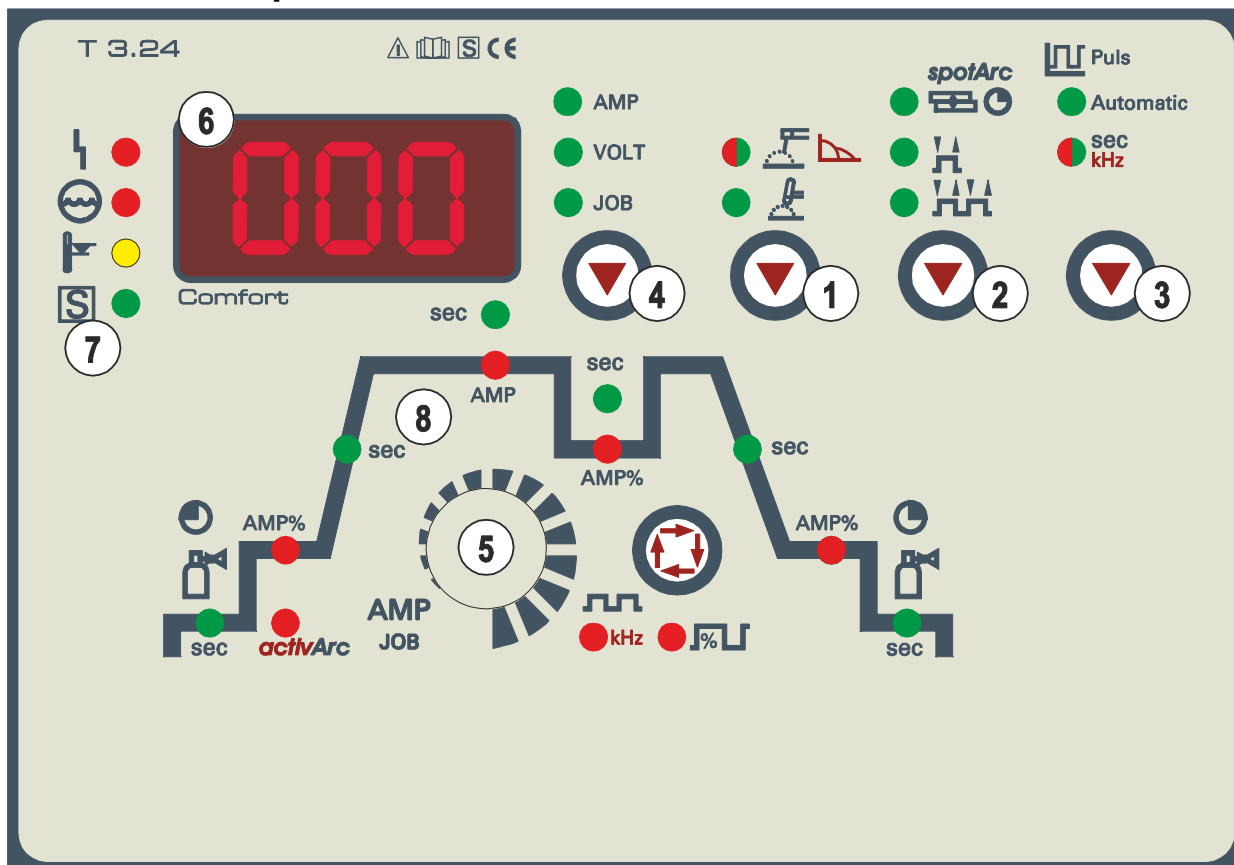 T 3.24
S CE
Puls
spotArc
6
AMP
Automatic
000
VOLT
sec
kHz
JOB
Comfort
4
1
2
3
S
7
sec
sec
AMP
8
sec
sec
AMP%
AMP%
5
AMP%
AMP
JOB
kHz
%
sec
activArc
sec